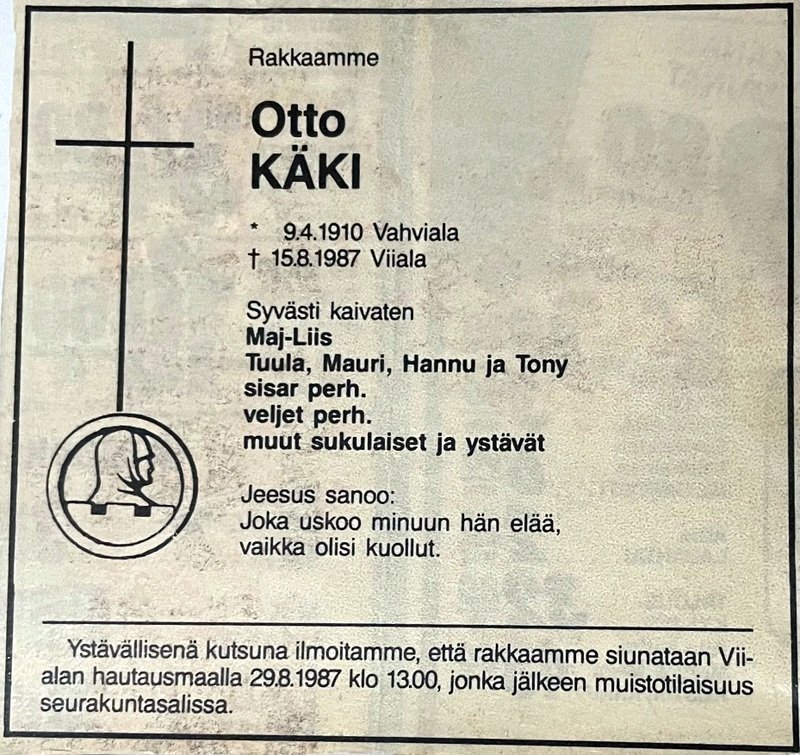 Rakkaamme
Otto
KÄKI
* 9.4.1910 Vahviala
† 15.8.1987 Viiala
Syvästi kaivaten
Maj-Liis
Tuula, Mauri, Hannu ja Tony
sisar perh.
veljet perh.
muut sukulaiset ja ystävät
Jeesus sanoo:
Joka uskoo minuun hän elää,
vaikka olisi kuollut.
Ystävällisenä kutsuna ilmoitamme, että rakkaamme siunataan Vii-
alan hautausmaalla 29.8.1987 klo 13.00, jonka jälkeen muistotilaisuus
seurakuntasalissa.